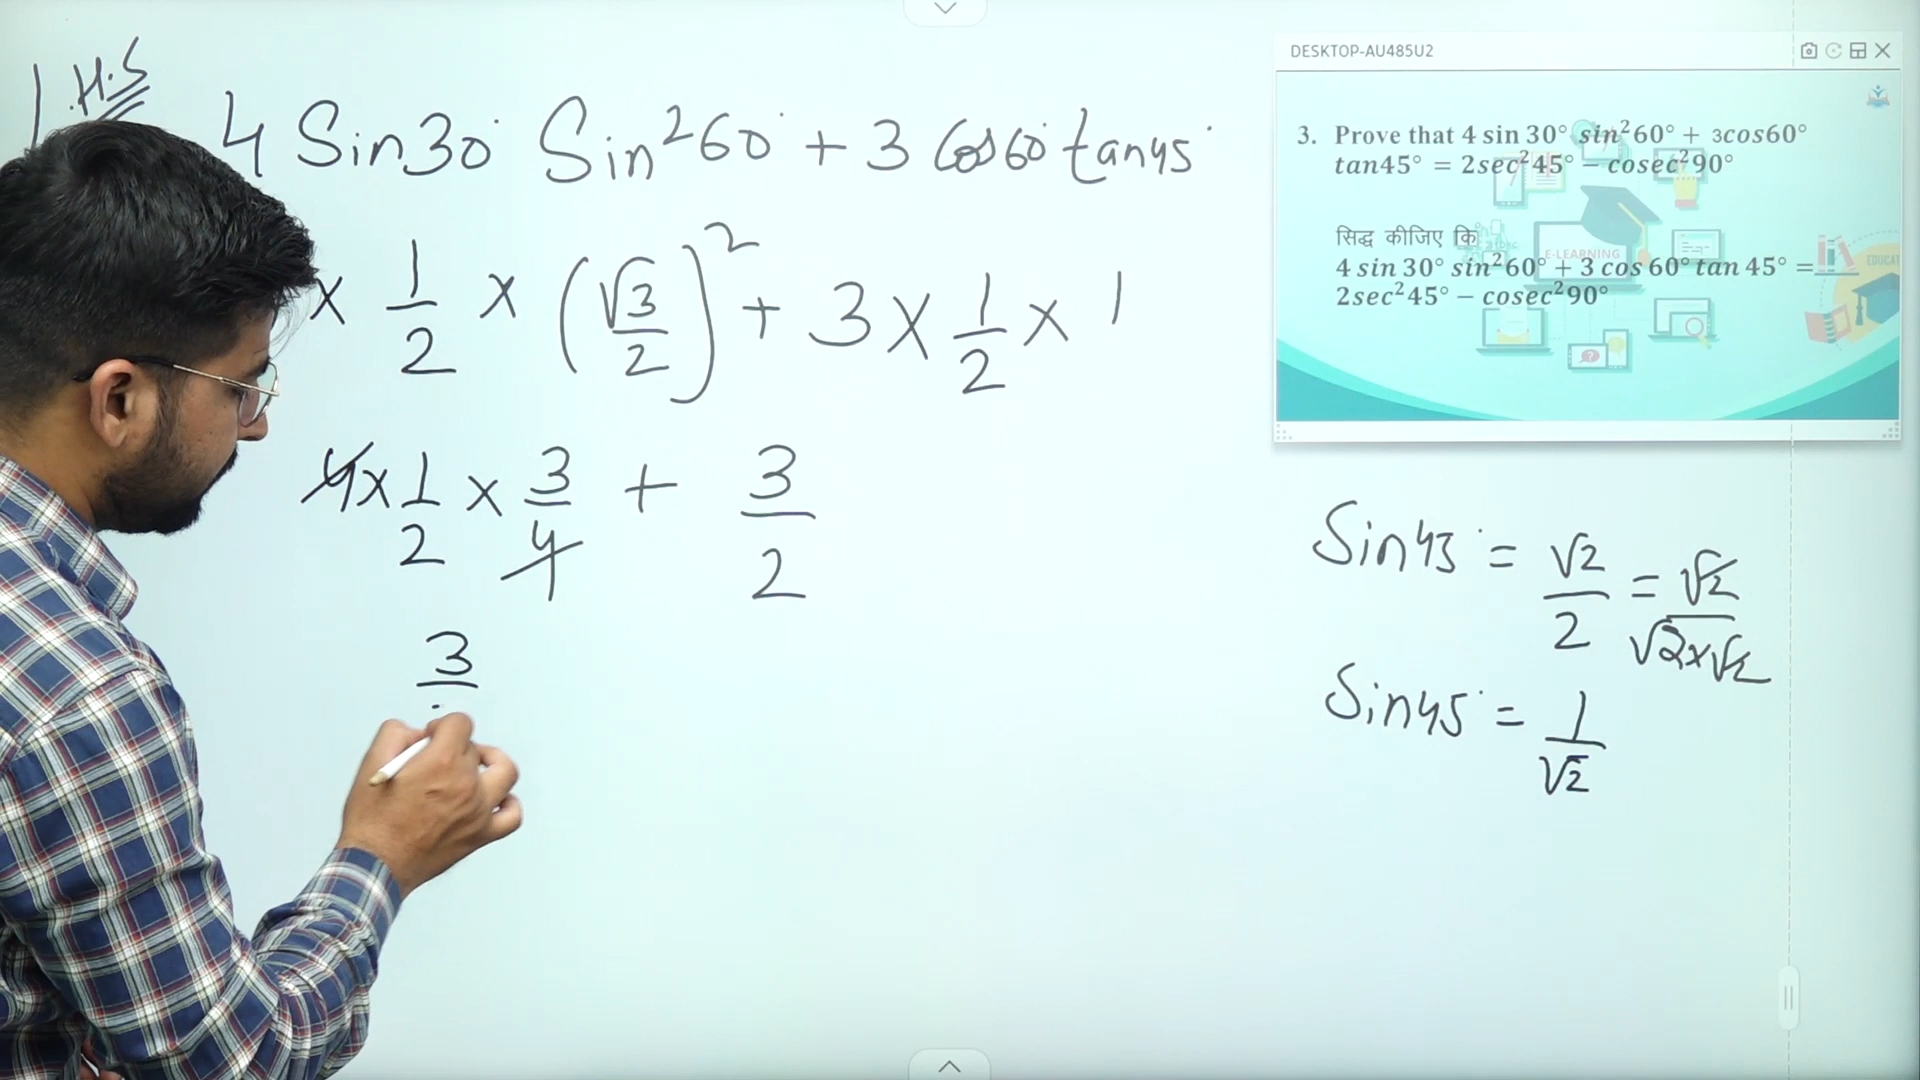 L.H.S
4 Sin30° Sin²60° + 3 Cos60° tan45°
× 1/2 × (√3/2)² + 3 × 1/2 × 1
4 × 1/2 × 3/4 + 3/2
3
DESKTOP-AU485U2
3. Prove that 4 sin 30° sin²60° + 3cos60°
tan45° = 2sec²45° − cosec²90°
सिद्ध कीजिए कि
4 sin 30° sin²60° + 3 cos 60° tan 45° =
2sec²45° − cosec²90°
E-LEARNING
EDUCAT
Sin45° = √2/2 = √2/√2×√2
Sin45° = 1/√2